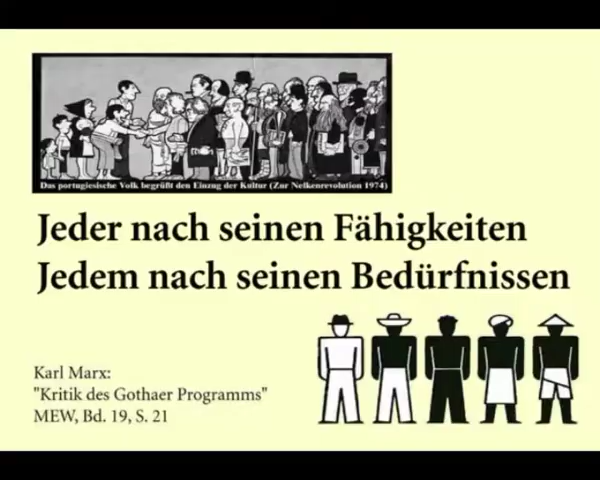 Das portugiesische Volk begrüßt den Einzug der Kultur (Zur Nelkenrevolution 1974)
Jeder nach seinen Fähigkeiten
Jedem nach seinen Bedürfnissen
Karl Marx:
"Kritik des Gothaer Programms"
MEW, Bd. 19, S. 21